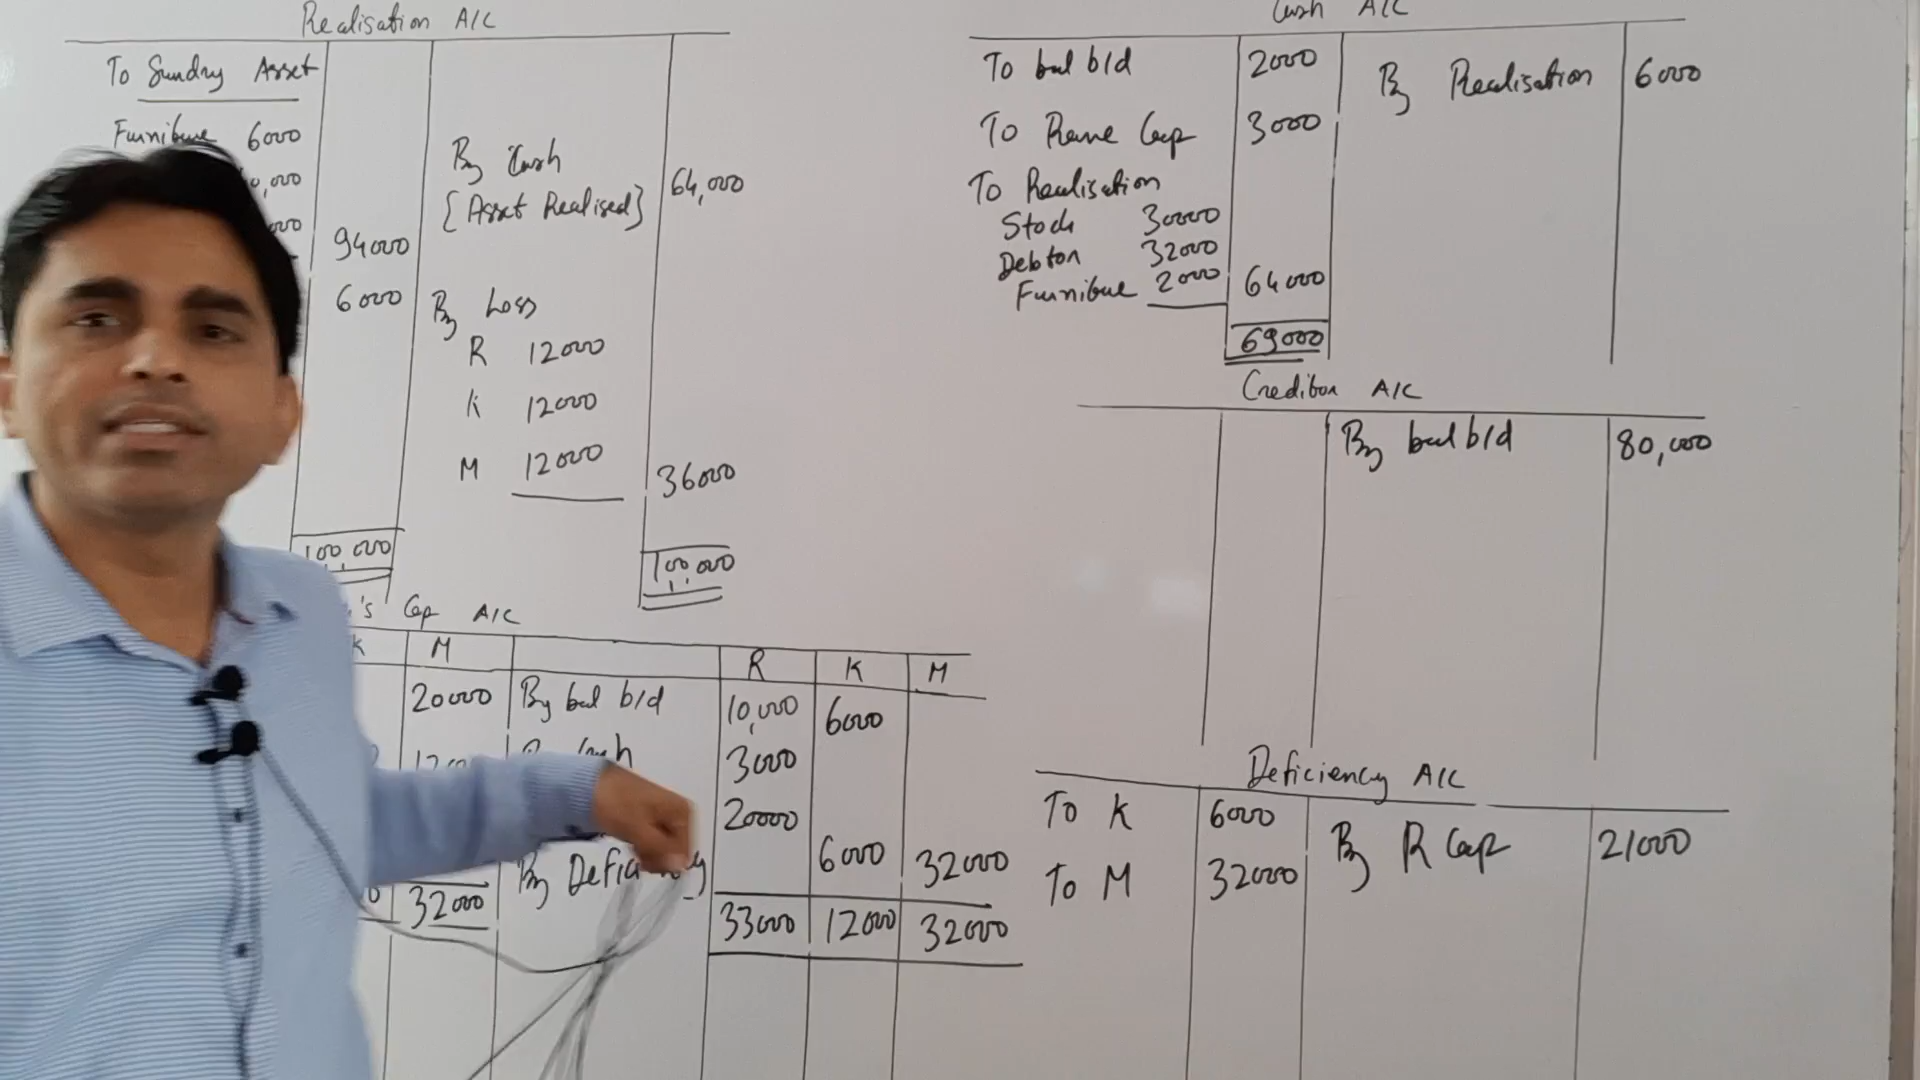 Realisation A/C
To Sundry Asset
Furniture 6000
By Cash
[Asset Realised] 64,000
94000
6000 By Loss
R 12000
K 12000
M 12000 36000
100,000 100,000
's Cap A/C
K M R K M
20000 By bal b/d 10,000 6000
3000
20000
By Deficiency 6000 32000
32000 33000 12000 32000
Cash A/C
To bal b/d 2000 By Realisation 6000
To Rame Cap 3000
To Realisation
Stock 30000
Debtor 32000
Furniture 2000 64000
69000
Creditor A/C
By bal b/d 80,000
Deficiency A/C
To K 6000 By R Cap 21000
To M 32000